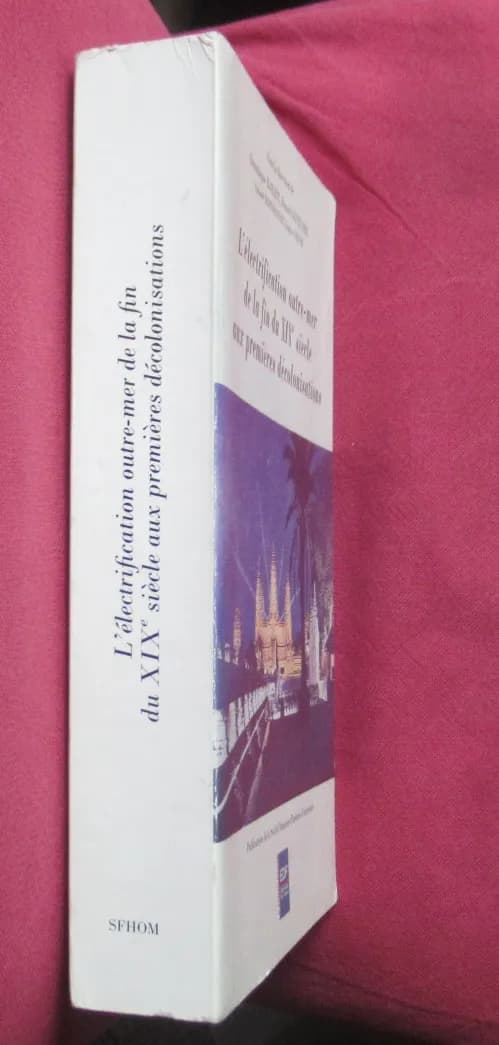 L'électrification outre-mer de la fin
du XIXe siècle aux premières décolonisations
SFHOM
L'électrification outre-mer
de la fin du XIXe siècle
aux premières décolonisations
EDF